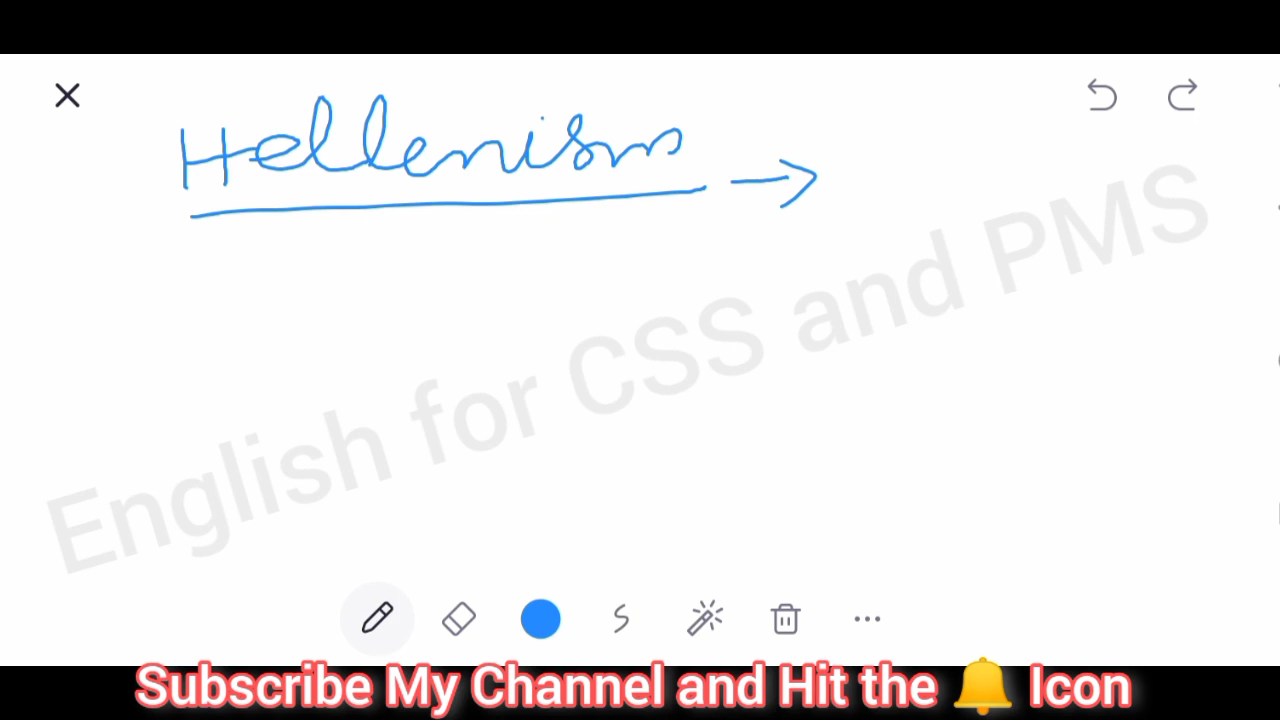 Hellenism →
English for CSS and PMS
Subscribe My Channel and Hit the 🔔 Icon